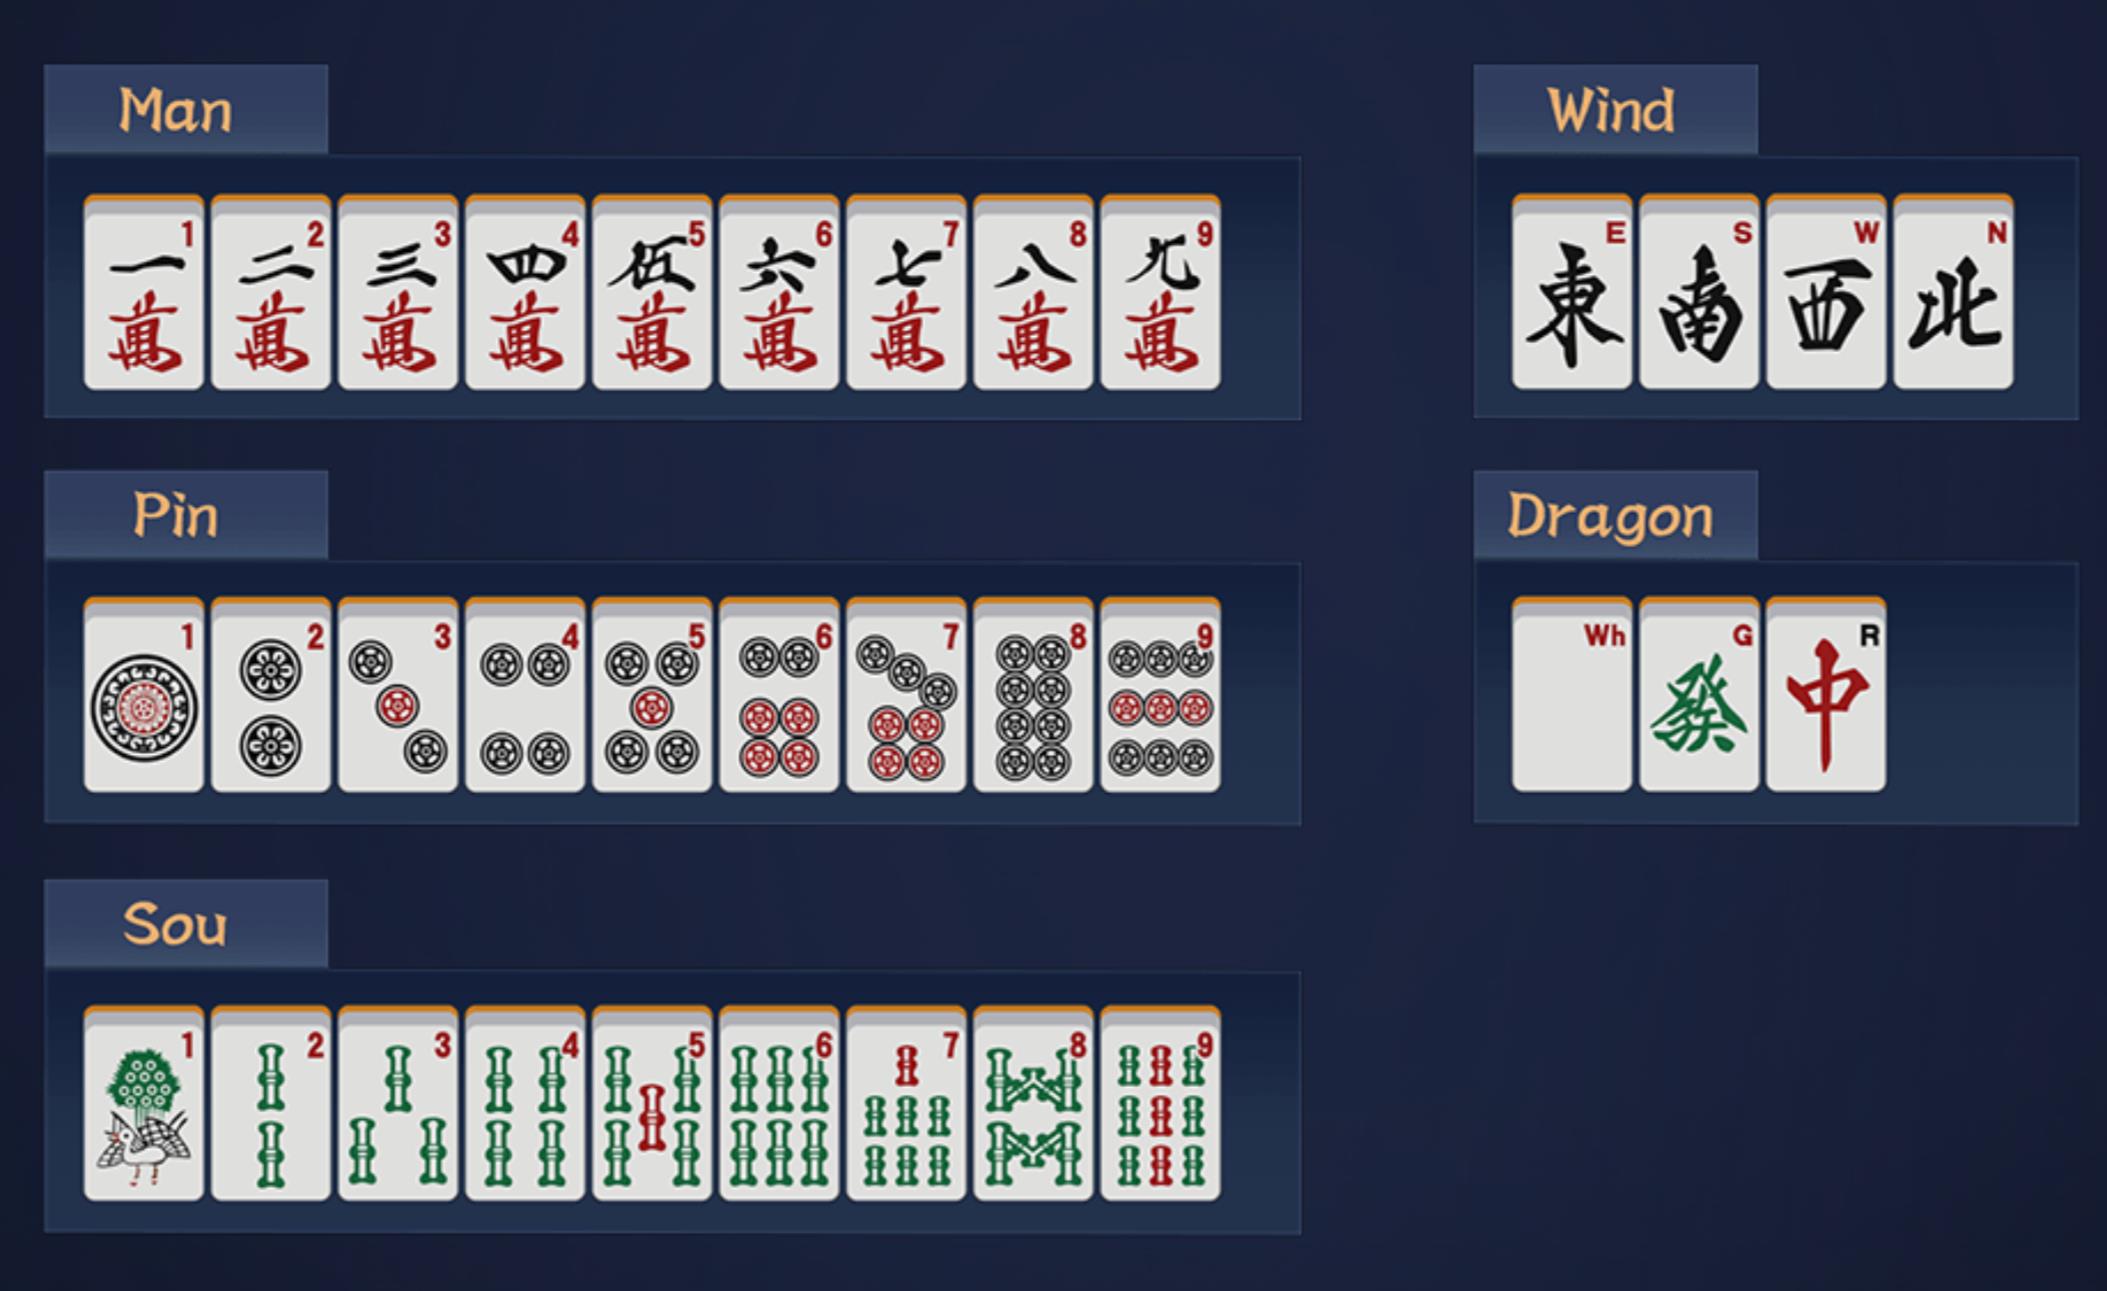 Man
1 2 3 4 5 6 7 8 9
一 二 三 四 伍 六 七 八 九
萬 萬 萬 萬 萬 萬 萬 萬 萬
Wind
E S W N
東 南 西 北
Pin
1 2 3 4 5 6 7 8 9
Dragon
Wh G R
發 中
Sou
1 2 3 4 5 6 7 8 9